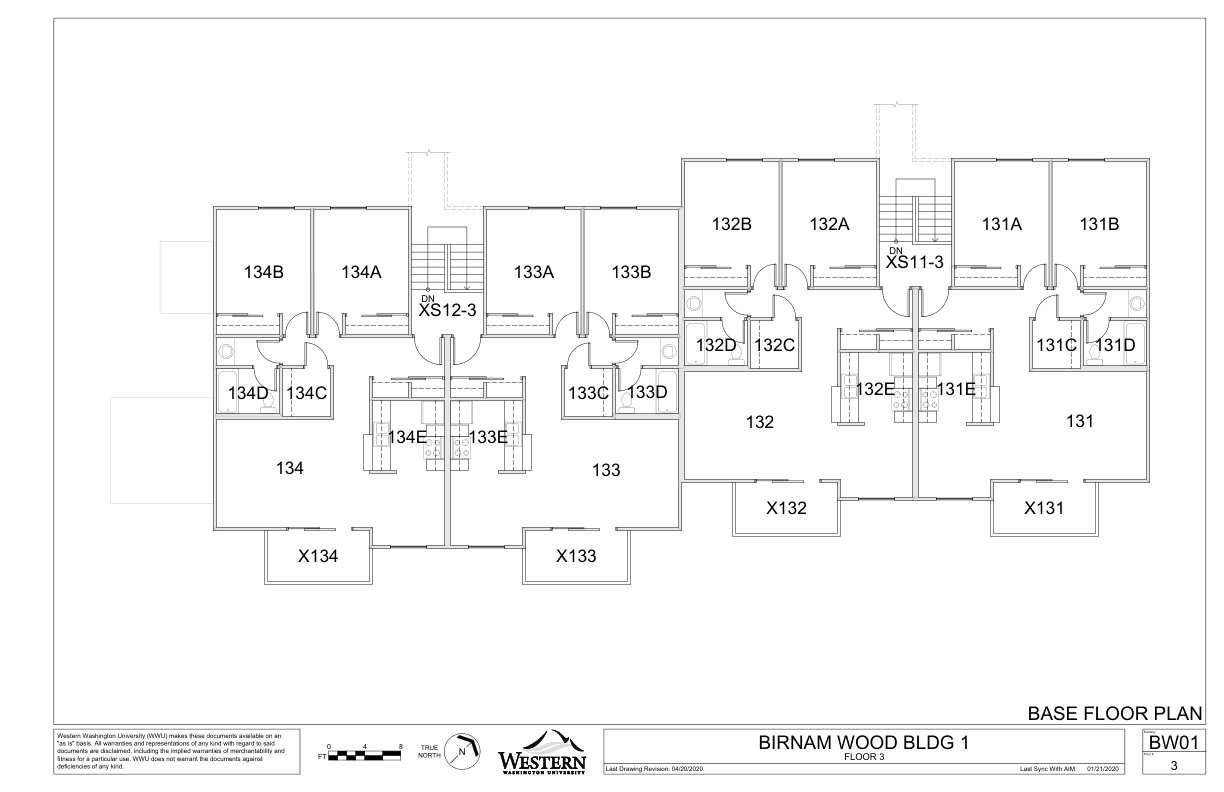 132B
132A
131A
131B
DN
XS11-3
134B
134A
133A
133B
DN
XS12-3
132D
132C
131C
131D
134D
134C
133C
133D
132E
131E
132
131
134E
133E
134
133
X132
X131
X134
X133
BASE FLOOR PLAN
Western Washington University (WWU) makes these documents available on an
"as is" basis. All warranties and representations of any kind with regard to said
documents are disclaimed, including the implied warranties of merchantability and
fitness for a particular use. WWU does not warrant the documents against
deficiencies of any kind.
0 4 8
FT
TRUE
NORTH
N
WESTERN
WASHINGTON UNIVERSITY
BIRNAM WOOD BLDG 1
FLOOR 3
Last Drawing Revision: 04/20/2020
Last Sync With AIM: 01/21/2020
BW01
3